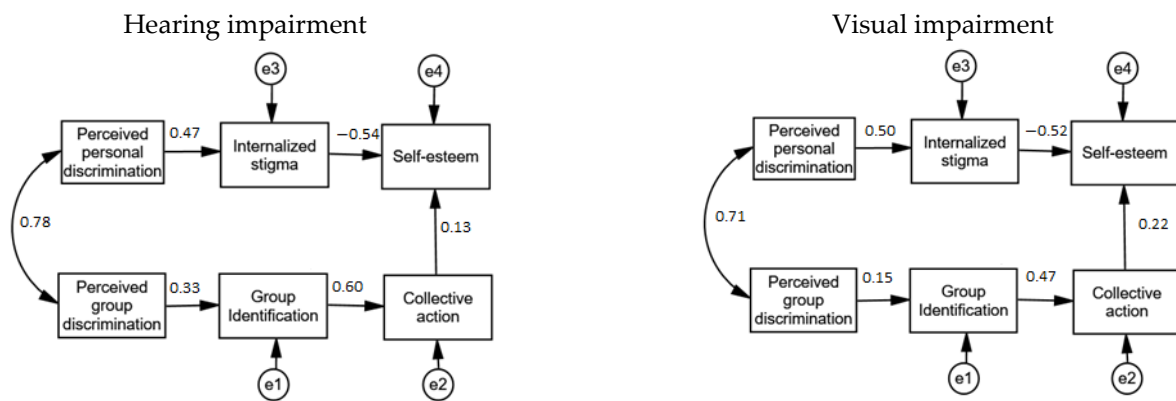 Hearing impairment
e3
e4
Perceived
personal
discrimination
0.47
Internalized
stigma
−0.54
Self-esteem
0.78
0.13
Perceived
group
discrimination
0.33
Group
Identification
0.60
Collective
action
e1
e2
Visual impairment
e3
e4
Perceived
personal
discrimination
0.50
Internalized
stigma
−0.52
Self-esteem
0.71
0.22
Perceived
group
discrimination
0.15
Group
Identification
0.47
Collective
action
e1
e2